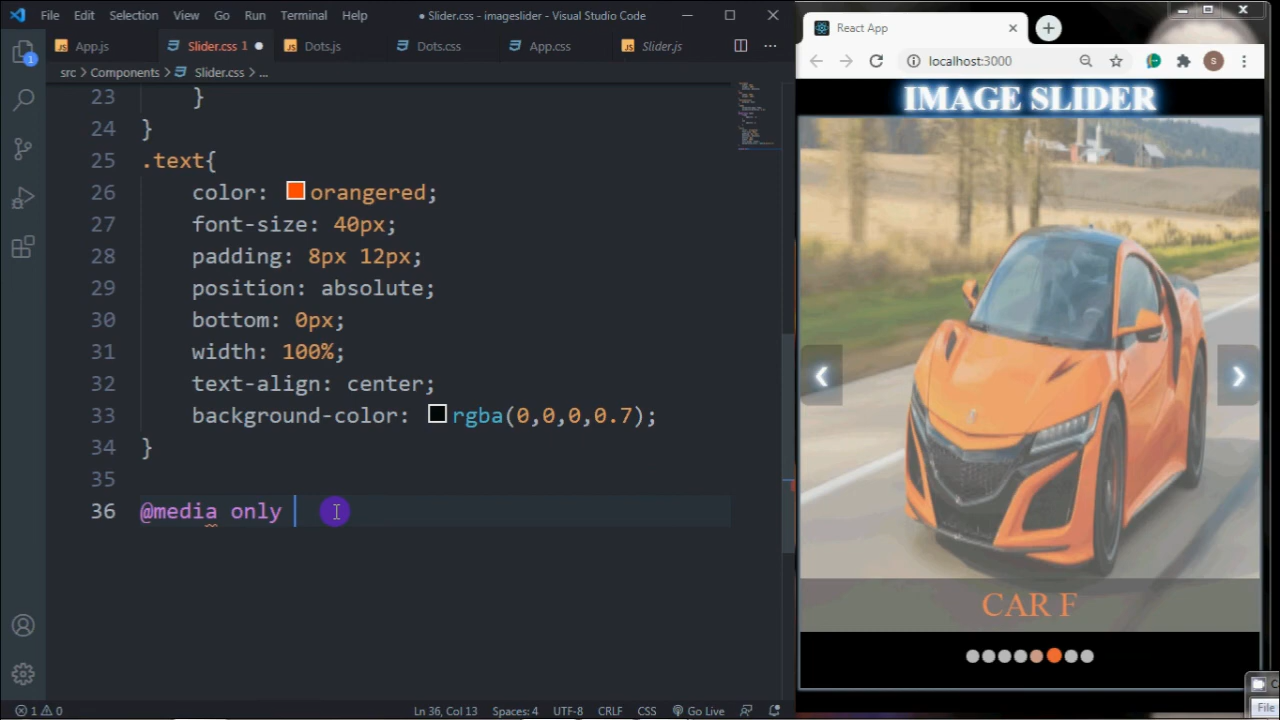 File Edit Selection View Go Run Terminal Help
● Slider.css - imageslider - Visual Studio Code
App.js Slider.css 1 ● Dots.js Dots.css App.css Slider.js
src > Components > Slider.css > ...
23 }
24 }
25 .text{
26 color: orangered;
27 font-size: 40px;
28 padding: 8px 12px;
29 position: absolute;
30 bottom: 0px;
31 width: 100%;
32 text-align: center;
33 background-color: rgba(0,0,0,0.7);
34 }
35
36 @media only
1
1 0
Ln 36, Col 13 Spaces: 4 UTF-8 CRLF CSS Go Live
React App
localhost:3000
S
IMAGE SLIDER
CAR F
File